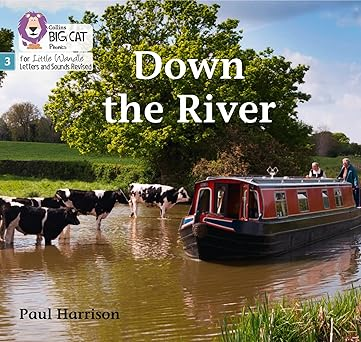 Collins
BIG CAT
Phonics
3
for Little Wandle
Letters and Sounds Revised
Down
the River
Paul Harrison